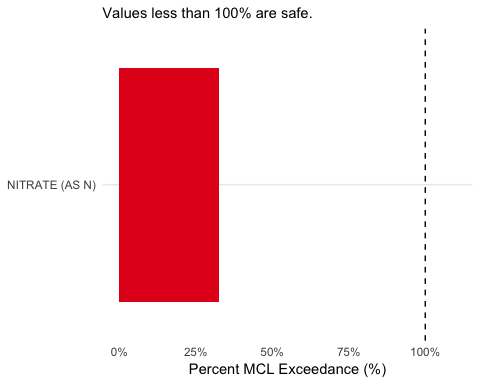 Values less than 100% are safe.
NITRATE (AS N)
0% 25% 50% 75% 100%
Percent MCL Exceedance (%)